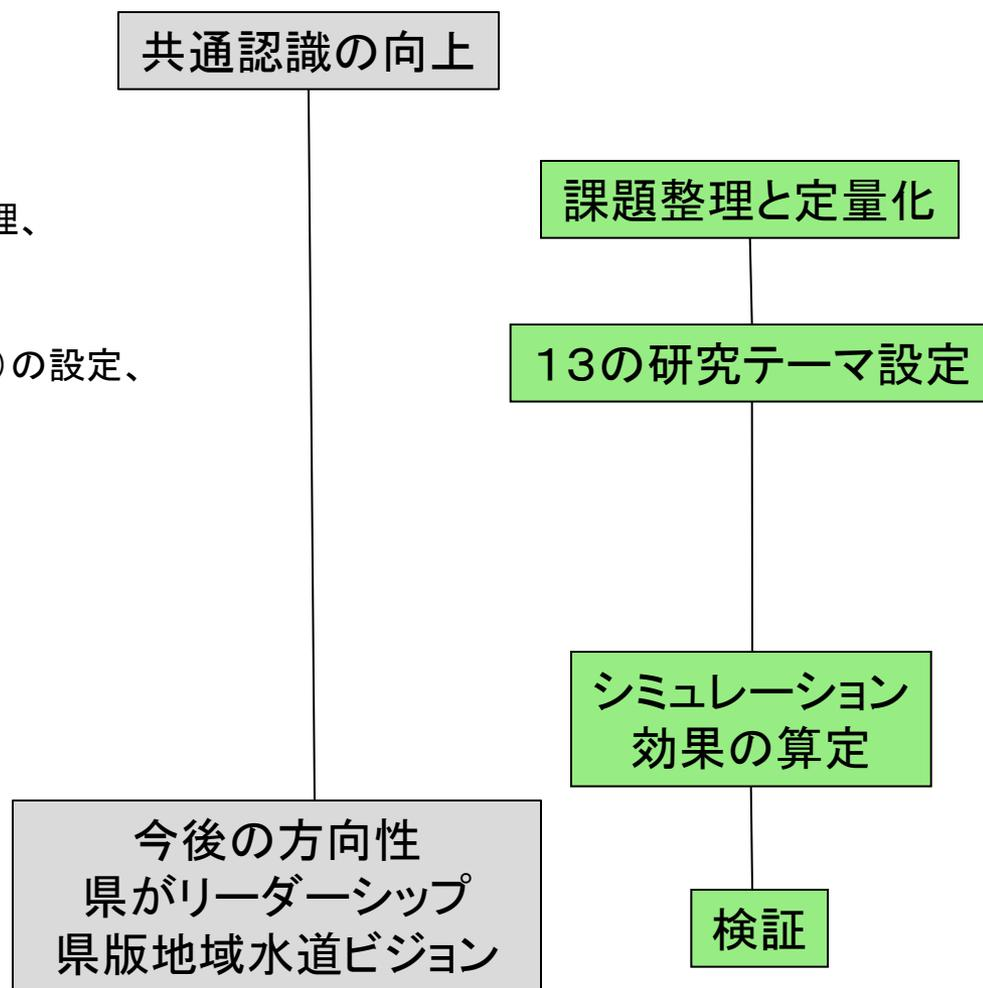 共通認識の向上
課題整理と定量化
理、
13の研究テーマ設定
の設定、
シミュレーション
効果の算定
今後の方向性
県がリーダーシップ
県版地域水道ビジョン
検証